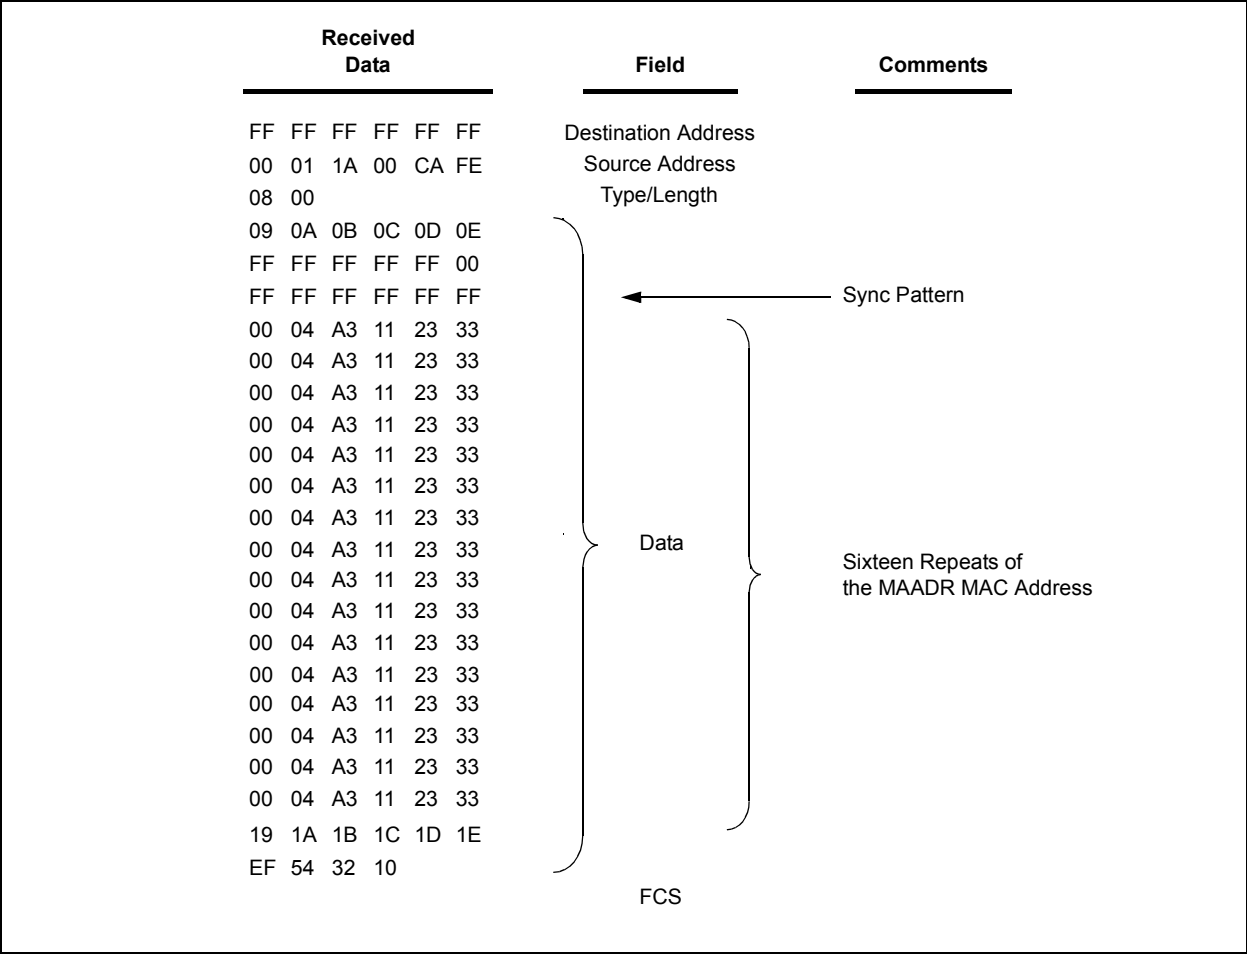 Received
Data Field Comments
FF FF FF FF FF FF Destination Address
00 01 1A 00 CA FE Source Address
08 00 Type/Length
09 0A 0B 0C 0D 0E
FF FF FF FF FF 00
FF FF FF FF FF FF Sync Pattern
00 04 A3 11 23 33
00 04 A3 11 23 33
00 04 A3 11 23 33
00 04 A3 11 23 33
00 04 A3 11 23 33
00 04 A3 11 23 33
00 04 A3 11 23 33
00 04 A3 11 23 33
Data
Sixteen Repeats of
00 04 A3 11 23 33
the MAADR MAC Address
00 04 A3 11 23 33
00 04 A3 11 23 33
00 04 A3 11 23 33
00 04 A3 11 23 33
00 04 A3 11 23 33
00 04 A3 11 23 33
00 04 A3 11 23 33
19 1A 1B 1C 1D 1E
EF 54 32 10
FCS